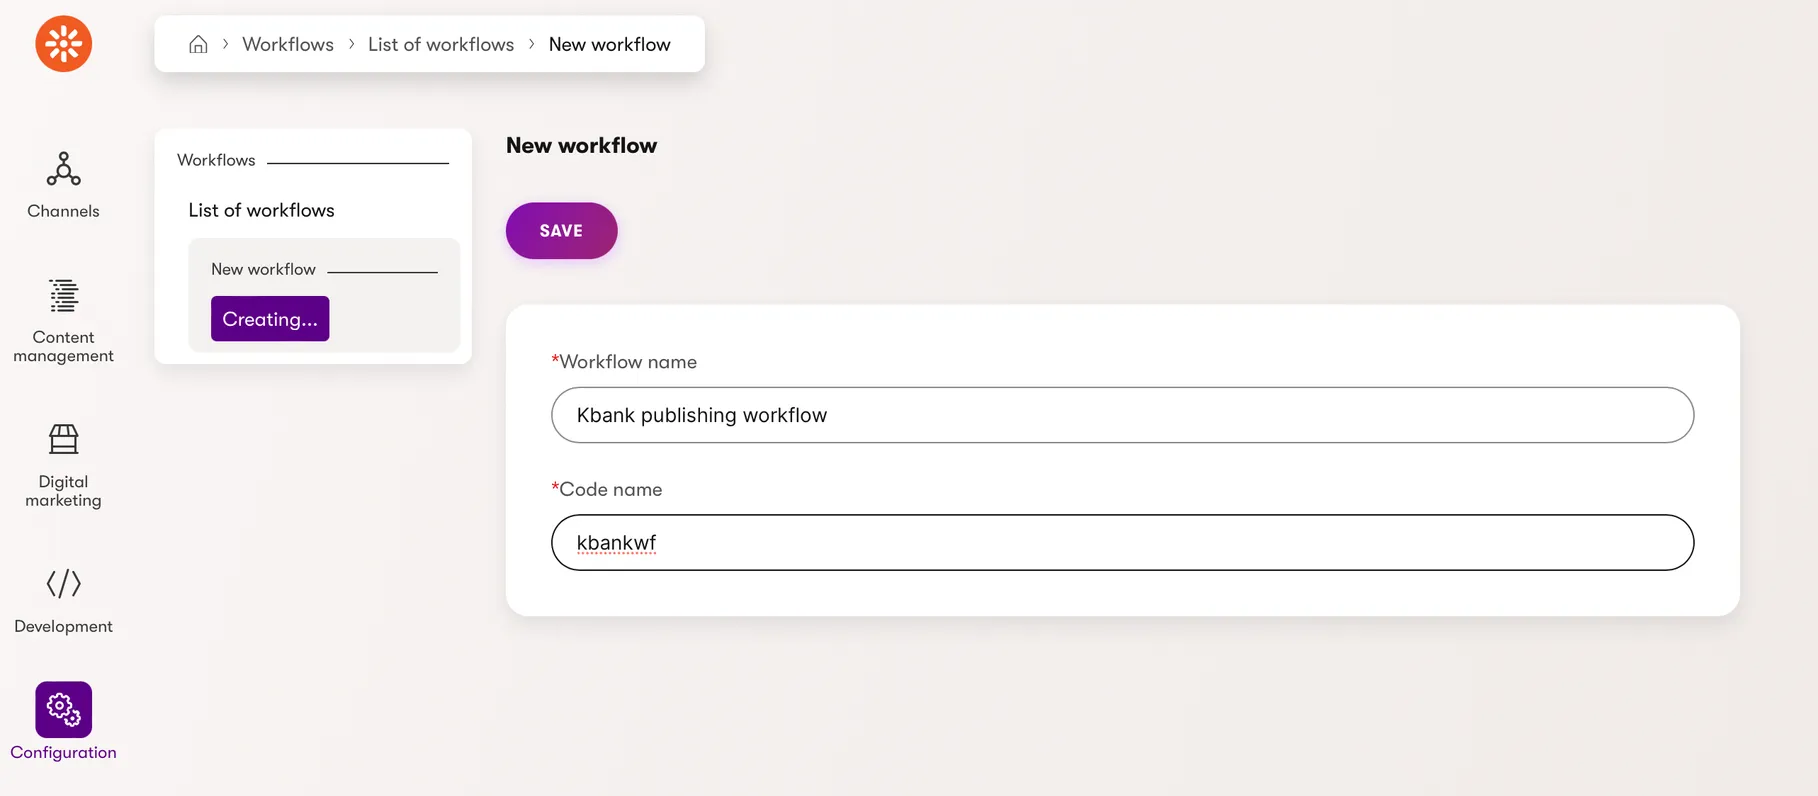 Workflows > List of workflows > New workflow
Channels
Content
management
Digital
marketing
Development
Configuration
Workflows
List of workflows
New workflow
Creating...
New workflow
SAVE
*Workflow name
Kbank publishing workflow
*Code name
kbankwf